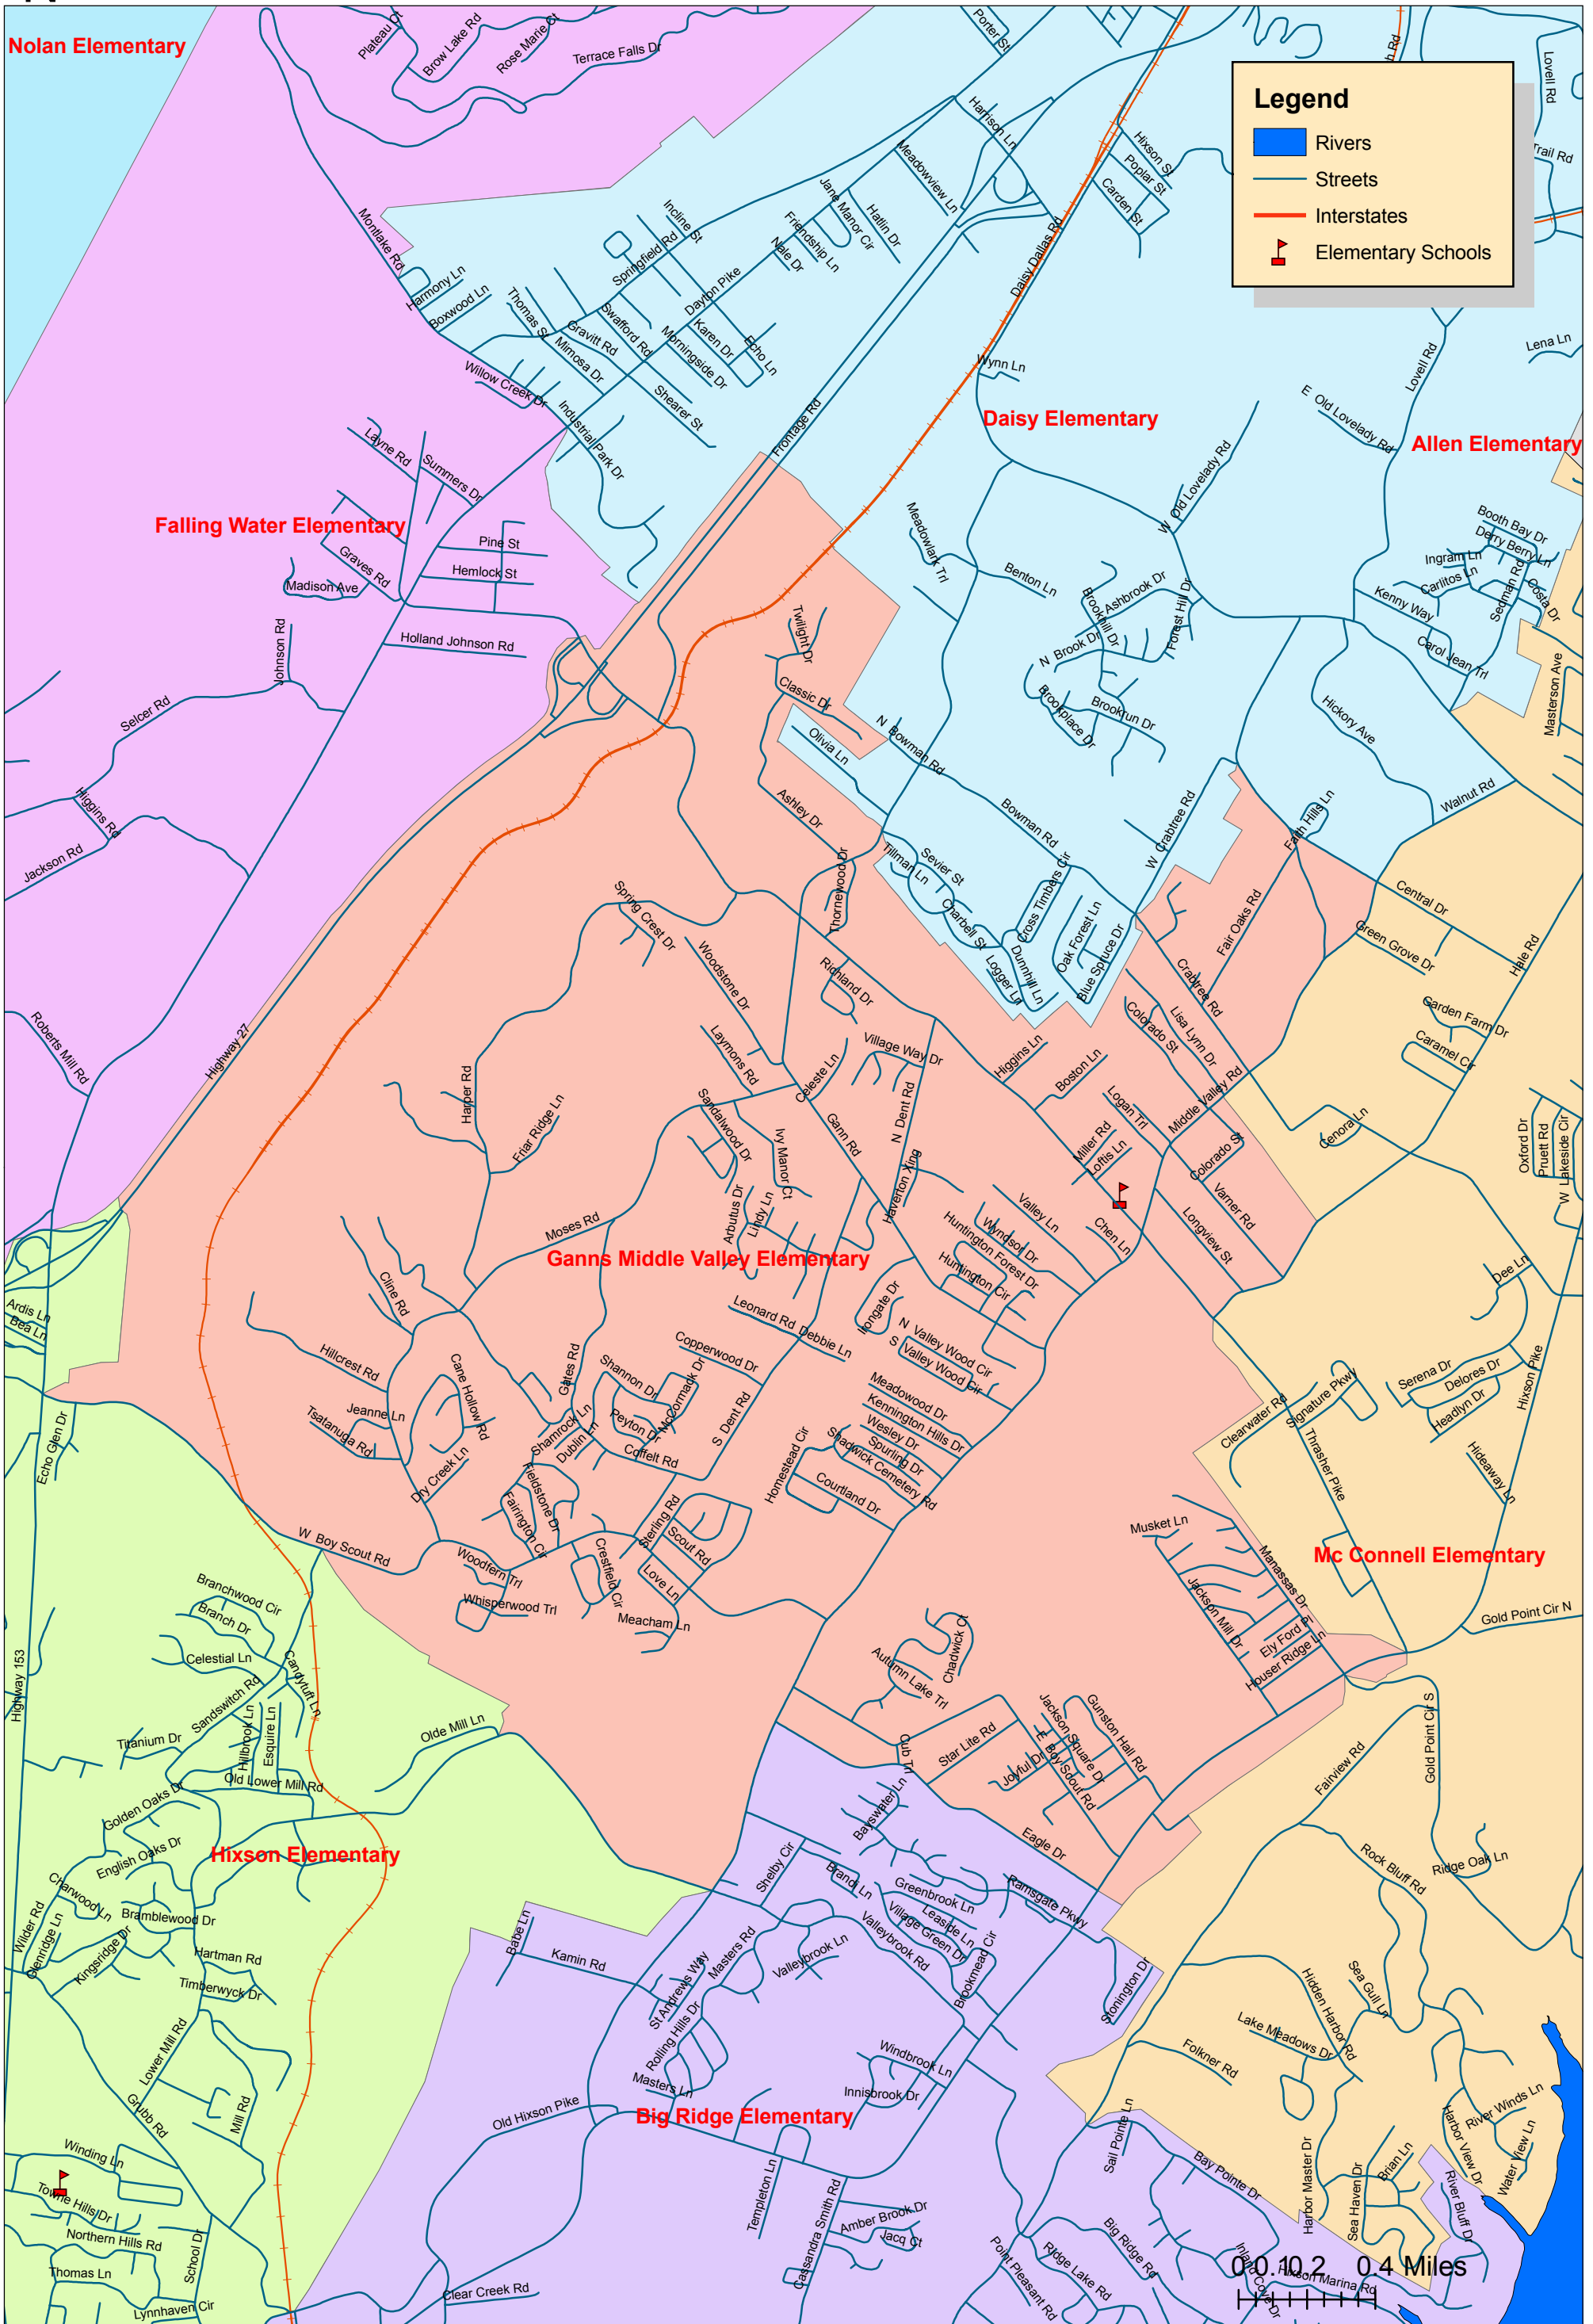 Nolan Elementary
Plateau Ct
Brow Lake Rd
Rose Marie Ct
Terrace Falls Dr
Porter St
h Rd
Lovell Rd
Legend
Rivers
Streets
Interstates
Elementary Schools
Trail Rd
Harrison Ln
Hixson St
Poplar St
Carden St
Meadowview Ln
Jane Manor Cir
Hatlin Dr
Friendship Ln
Nale Dr
Incline St
Springfield Rd
Dayton Pike
Daisy Dallas Rd
Montlake Rd
Harmony Ln
Boxwood Ln
Thomas St
Gravitt Rd
Swafford Rd
Mimosa Dr
Morningside Dr
Karen Dr
Echo Ln
Shearer St
Willow Creek Dr
Industrial Park Dr
Frontage Rd
Wynn Ln
Lena Ln
Lovell Rd
E Old Lovelady Rd
Daisy Elementary
Allen Elementary
W Old Lovelady Rd
Layne Rd
Summers Dr
Falling Water Elementary
Pine St
Hemlock St
Graves Rd
Madison Ave
Holland Johnson Rd
Johnson Rd
Selcer Rd
Higgins Rd
Jackson Rd
Meadowlark Trl
Benton Ln
Ashbrook Dr
Brookhill Dr
Forest Hill Dr
N Brook Dr
Brookplace Dr
Brookrun Dr
Booth Bay Dr
Derry Berry Ln
Ingram Ln
Carlitos Ln
Sedman Rd
Costa Dr
Kenny Way
Carol Jean Trl
Masterson Ave
Hickory Ave
Walnut Rd
Twilight Dr
Classic Dr
Olivia Ln
N Bowman Rd
Bowman Rd
W Crabtree Rd
Faith Hills Ln
Ashley Dr
Thornewood Dr
Tillman Ln
Sevier St
Charbell St
Cross Timbers Cir
Dunnhill Ln
Logger Ln
Oak Forest Ln
Blue Spruce Dr
Fair Oaks Rd
Central Dr
Green Grove Dr
Hale Rd
Garden Farm Dr
Caramel Cir
Spring Crest Dr
Woodstone Dr
Richland Dr
Crabtree Rd
Lisa Lynn Dr
Colorado St
Roberts Mill Rd
Highway 27
Harper Rd
Friar Ridge Ln
Laymons Rd
Celeste Ln
Village Way Dr
Higgins Ln
Boston Ln
Middle Valley Rd
Logan Trl
Miller Rd
Loftis Ln
Colorado St
Varner Rd
Longview St
Cenora Ln
Oxford Dr
Pruett Rd
W Lakeside Cir
Sandalwood Dr
Ivy Manor Ct
Gann Rd
N Dent Rd
Haverton Xing
Arbutus Dr
Lindy Ln
Moses Rd
Valley Ln
Wyndsor Dr
Huntington Forest Dr
Huntington Cir
Chen Ln
Ganns Middle Valley Elementary
Dee Ln
Ardis Ln
Bea Ln
Cline Rd
Leonard Rd
Debbie Ln
Irongate Dr
N Valley Wood Cir
S Valley Wood Cir
Hillcrest Rd
Gates Rd
Copperwood Dr
Shannon Dr
McCormack Dr
Peyton Dr
Cane Hollow Rd
Jeanne Ln
Tsatanuga Rd
Dry Creek Ln
Shamrock Ln
Dublin Ln
Coffelt Rd
S Dent Rd
Meadowood Dr
Kennington Hills Dr
Wesley Dr
Spurling Dr
Shadwick Cemetery Rd
Homestead Cir
Courtland Dr
Clearwater Rd
Signature Pkwy
Serena Dr
Delores Dr
Headlyn Dr
Hixson Pike
Hideaway Ln
Thrasher Pike
Echo Glen Dr
Fieldstone Dr
Fairington Cir
Sterling Rd
Scout Rd
Love Ln
Crestfield Cir
Meacham Ln
W Boy Scout Rd
Woodfern Trl
Whisperwood Trl
Musket Ln
Manassas Dr
Jackson Mill Dr
Ely Ford Pl
Houser Ridge Ln
Mc Connell Elementary
Gold Point Cir N
Branchwood Cir
Branch Dr
Celestial Ln
Candytuft Ln
Sandswitch Rd
Highway 153
Titanium Dr
Hillbrook Ln
Esquire Ln
Old Lower Mill Rd
Olde Mill Ln
Golden Oaks Dr
English Oaks Dr
Hixson Elementary
Chadwick Ct
Autumn Lake Trl
Cub Trl
Star Lite Rd
Joyful Dr
Jackson Square Dr
E Boy Scout Rd
Gunston Hall Rd
Eagle Dr
Fairview Rd
Gold Point Cir S
Rock Bluff Rd
Ridge Oak Ln
Charwood Ln
Bramblewood Dr
Wilder Rd
Glenridge Ln
Kingsridge Dr
Hartman Rd
Timberwyck Dr
Lower Mill Rd
Grubb Rd
Mill Rd
Bayswater Ln
Shelby Cir
Brandi Ln
Greenbrook Ln
Leaside Ln
Village Green Dr
Valleybrook Rd
Brookmead Cir
Ramsgate Pkwy
Stonington Dr
Babe Ln
Kamin Rd
St Andrews Way
Masters Rd
Valleybrook Ln
Rolling Hills Dr
Masters Ln
Windbrook Ln
Innisbrook Dr
Old Hixson Pike
Big Ridge Elementary
Hidden Harbor Rd
Sea Gull Ln
Lake Meadows Dr
Folkner Rd
River Winds Ln
Harbor View Dr
Water View Ln
Brian Ln
Harbor Master Dr
Sea Haven Dr
River Bluff Dr
Sail Pointe Ln
Bay Pointe Dr
Winding Ln
Towne Hills Dr
Northern Hills Rd
School Dr
Thomas Ln
Lynnhaven Cir
Clear Creek Rd
Templeton Ln
Cassandra Smith Rd
Amber Brook Dr
Jacq Ct
Point Pleasant Rd
Ridge Lake Rd
Big Ridge Rd
Inland Cove Dr
Hixson Marina Rd
0 0.1 0.2 0.4 Miles